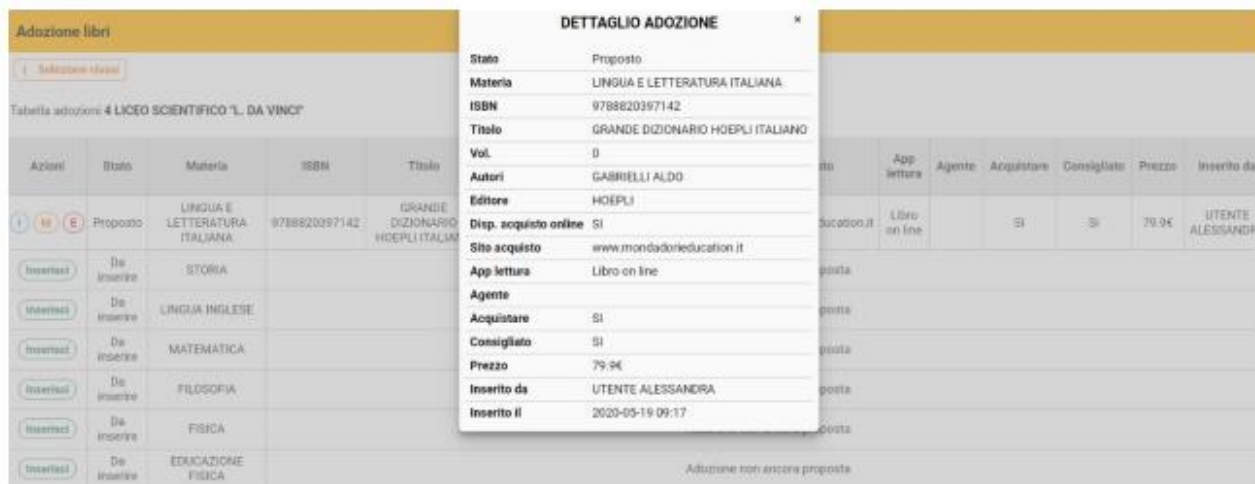 Adozione libri
DETTAGLIO ADOZIONE ×
Tabella adozioni 4 LICEO SCIENTIFICO "L. DA VINCI"
Stato Proposto
Materia LINGUA E LETTERATURA ITALIANA
ISBN 9788820397142
Titolo GRANDE DIZIONARIO HOEPLI ITALIANO
Vol. 0
Autori GABRIELLI ALDO
Editore HOEPLI
Disp. acquisto online SI
Sito acquisto www.mondadorieducation.it
App lettura Libro on line
Agente
Acquistare SI
Consigliato SI
Prezzo 79.9€
Inserito da UTENTE ALESSANDRA
Inserito il 2020-05-19 09:17
Azioni Stato Materia ISBN Titolo App lettura Agente Acquistare Consigliato Prezzo Inserito da
I M E Proposto LINGUA E LETTERATURA ITALIANA 9788820397142 GRANDE DIZIONARIO Libro on line SI SI 79.9€ UTENTE
Inserisci Da inserire STORIA
Inserisci Da inserire LINGUA INGLESE
Inserisci Da inserire MATEMATICA
Inserisci Da inserire FILOSOFIA
Inserisci Da inserire FISICA
Inserisci Da inserire EDUCAZIONE FISICA Adozione non ancora proposta